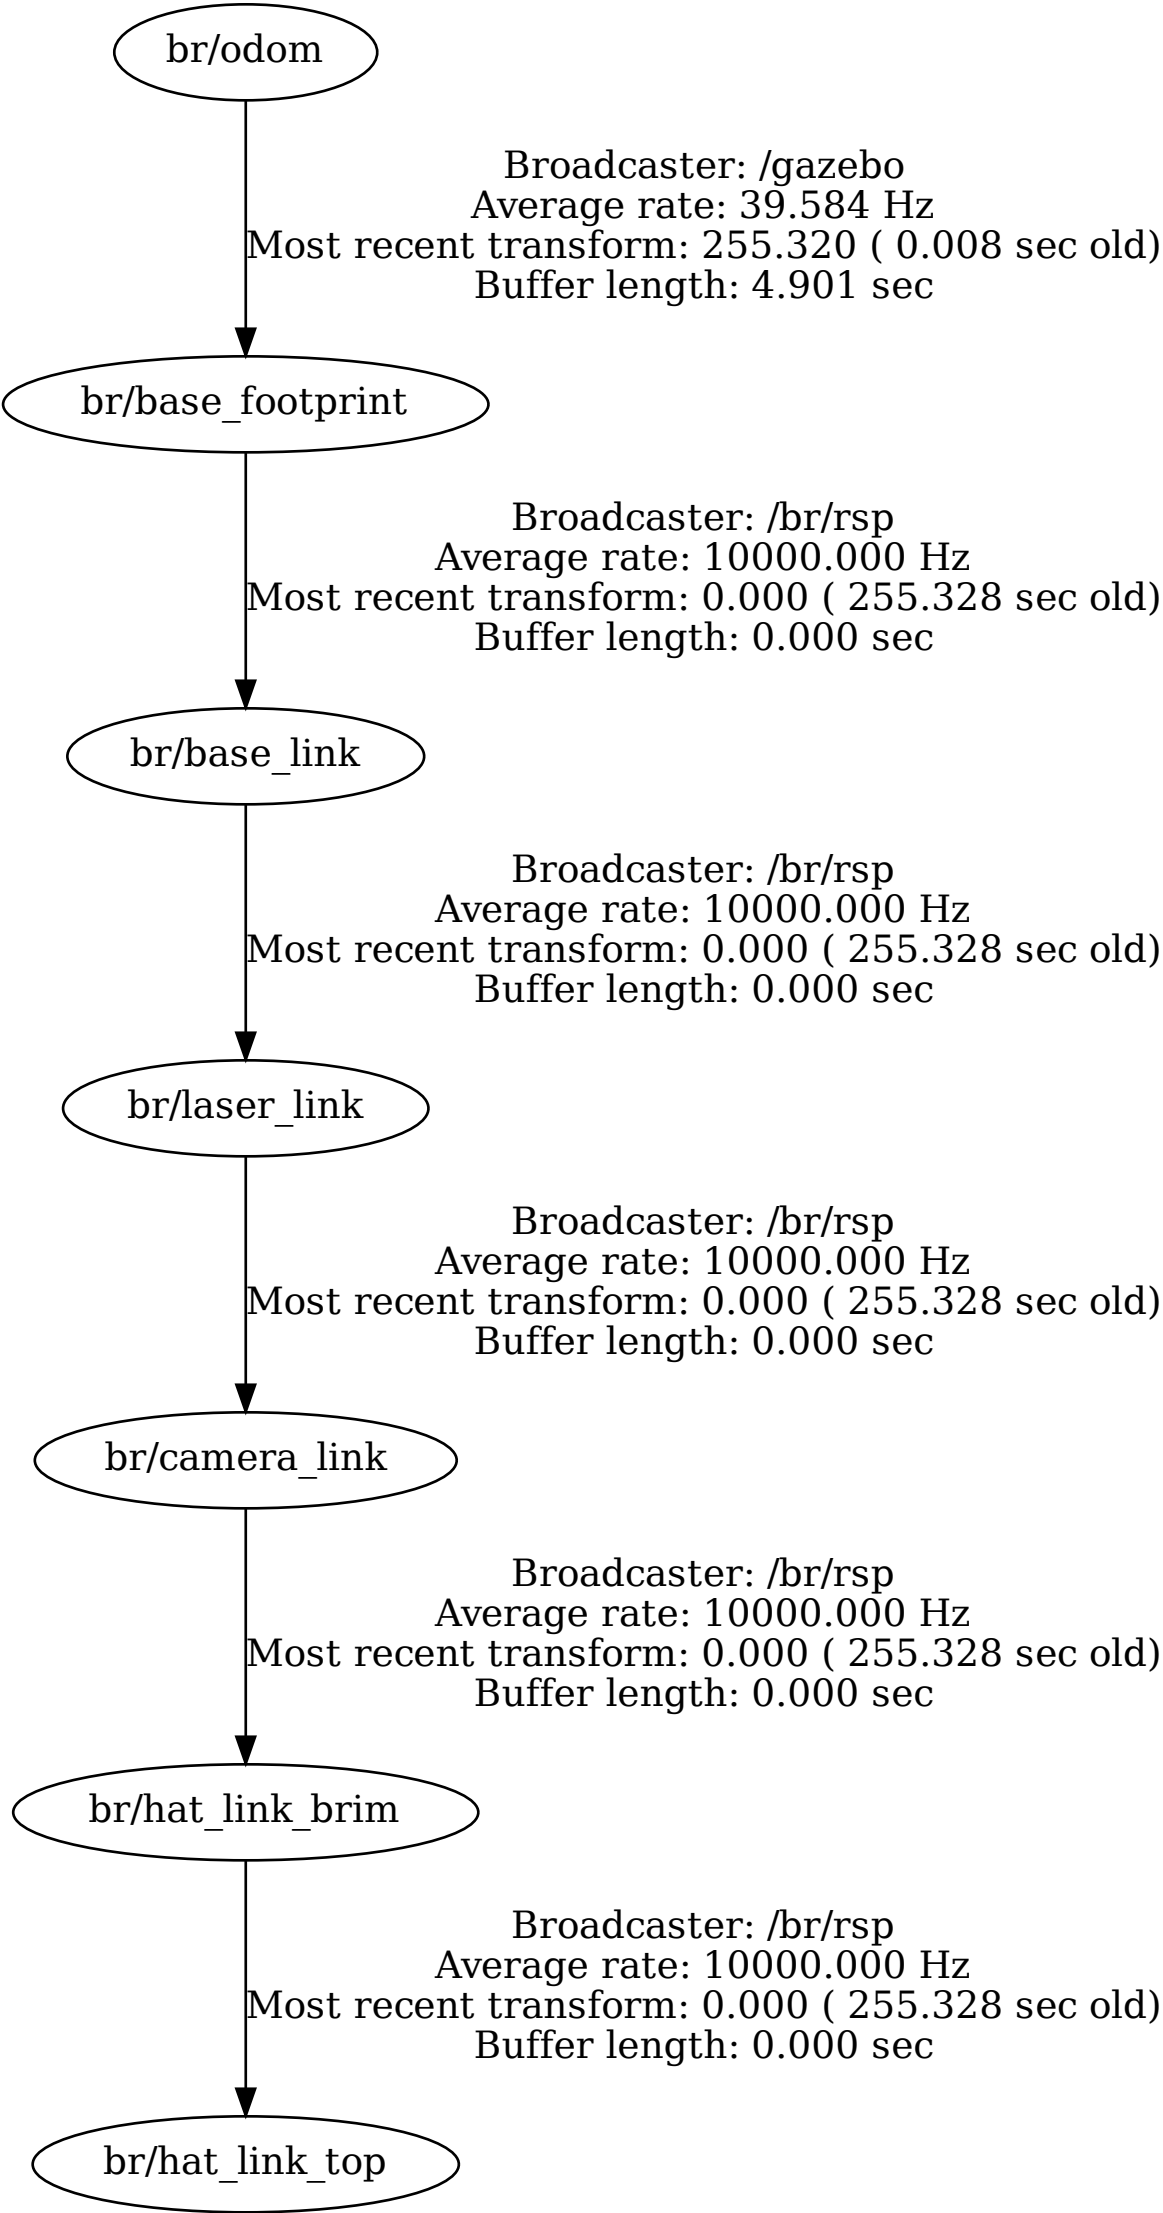 br/odom
Broadcaster: /gazebo
Average rate: 39.584 Hz
Most recent transform: 255.320 ( 0.008 sec old)
Buffer length: 4.901 sec
br/base_footprint
Broadcaster: /br/rsp
Average rate: 10000.000 Hz
Most recent transform: 0.000 ( 255.328 sec old)
Buffer length: 0.000 sec
br/base_link
Broadcaster: /br/rsp
Average rate: 10000.000 Hz
Most recent transform: 0.000 ( 255.328 sec old)
Buffer length: 0.000 sec
br/laser_link
Broadcaster: /br/rsp
Average rate: 10000.000 Hz
Most recent transform: 0.000 ( 255.328 sec old)
Buffer length: 0.000 sec
br/camera_link
Broadcaster: /br/rsp
Average rate: 10000.000 Hz
Most recent transform: 0.000 ( 255.328 sec old)
Buffer length: 0.000 sec
br/hat_link_brim
Broadcaster: /br/rsp
Average rate: 10000.000 Hz
Most recent transform: 0.000 ( 255.328 sec old)
Buffer length: 0.000 sec
br/hat_link_top